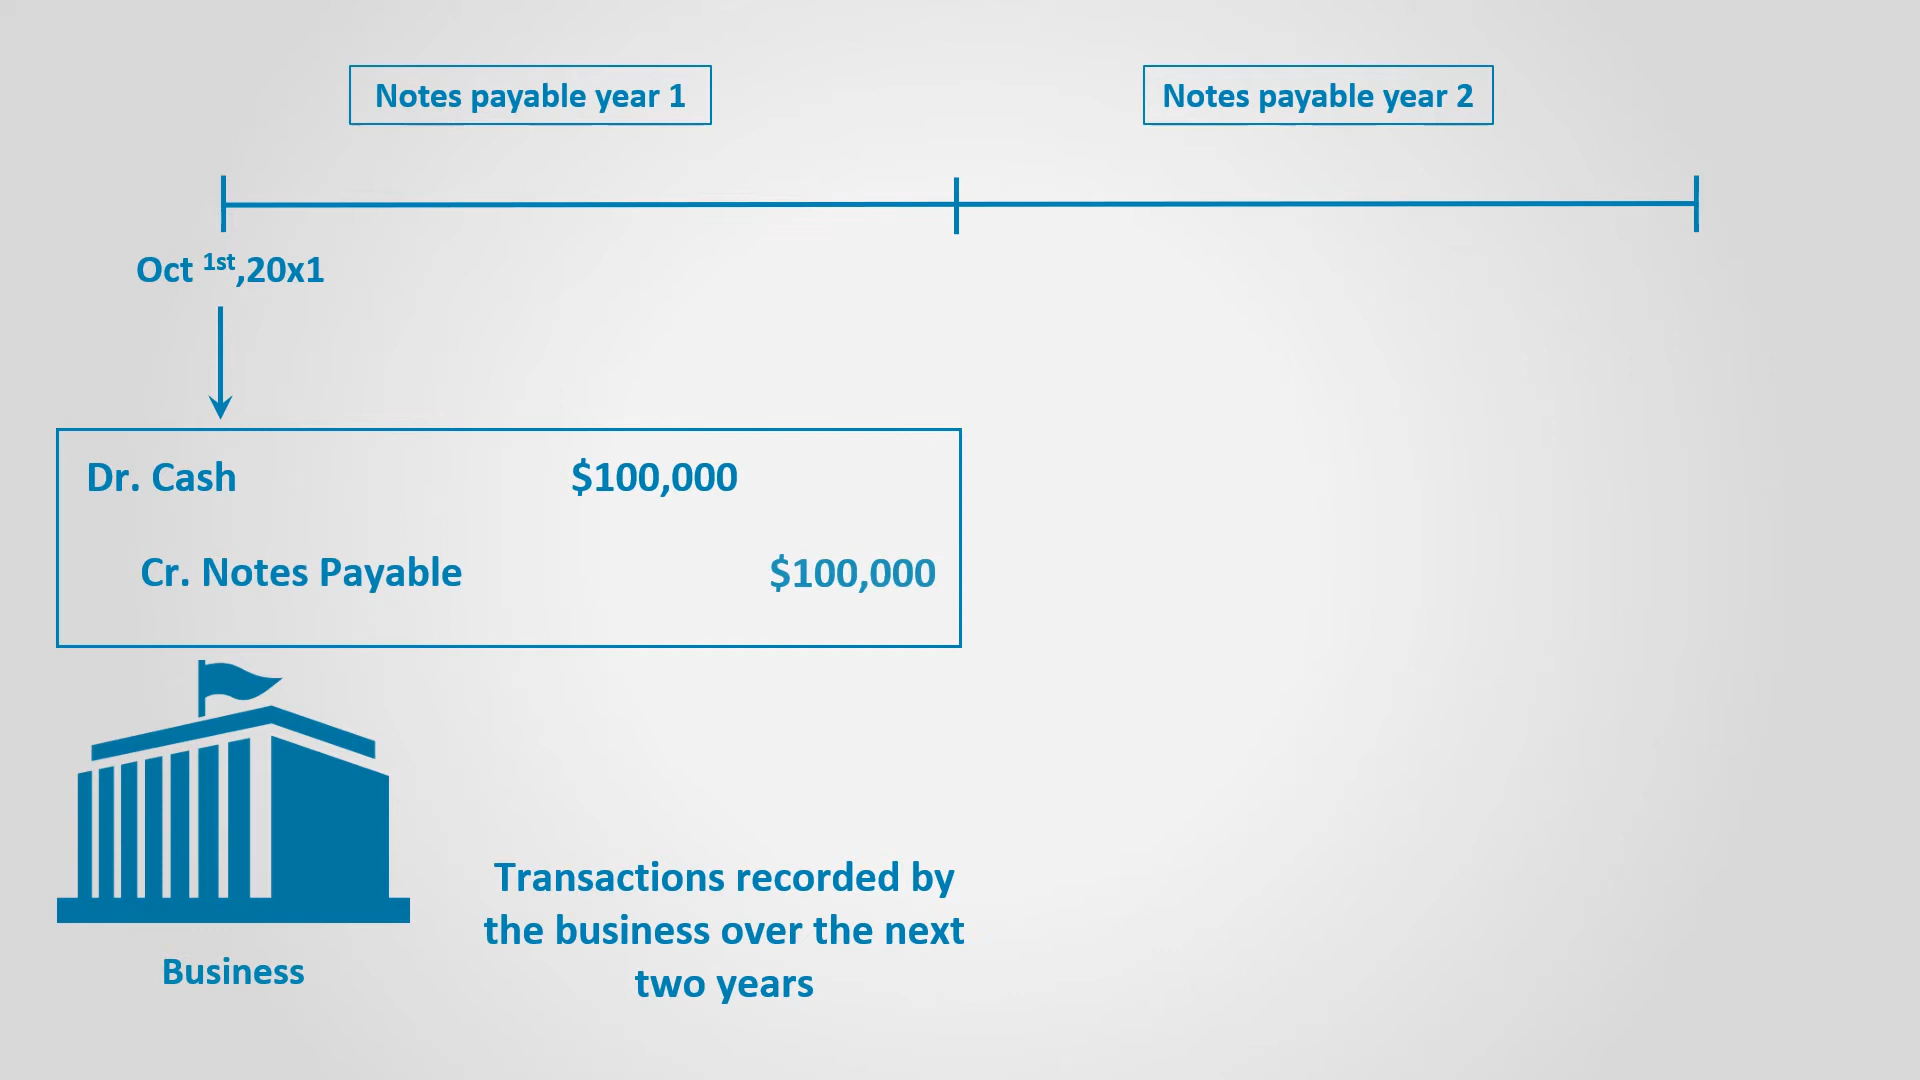 Notes payable year 1
Notes payable year 2
Oct 1st,20x1
Dr. Cash $100,000
Cr. Notes Payable $100,000
Transactions recorded by
the business over the next
two years
Business